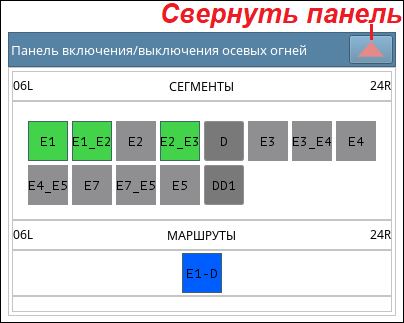 Свернуть панель
Панель включения/выключения осевых огней
06L СЕГМЕНТЫ 24R
E1 E1_E2 E2 E2_E3 D E3 E3_E4 E4
E4_E5 E7 E7_E5 E5 DD1
06L МАРШРУТЫ 24R
E1-D